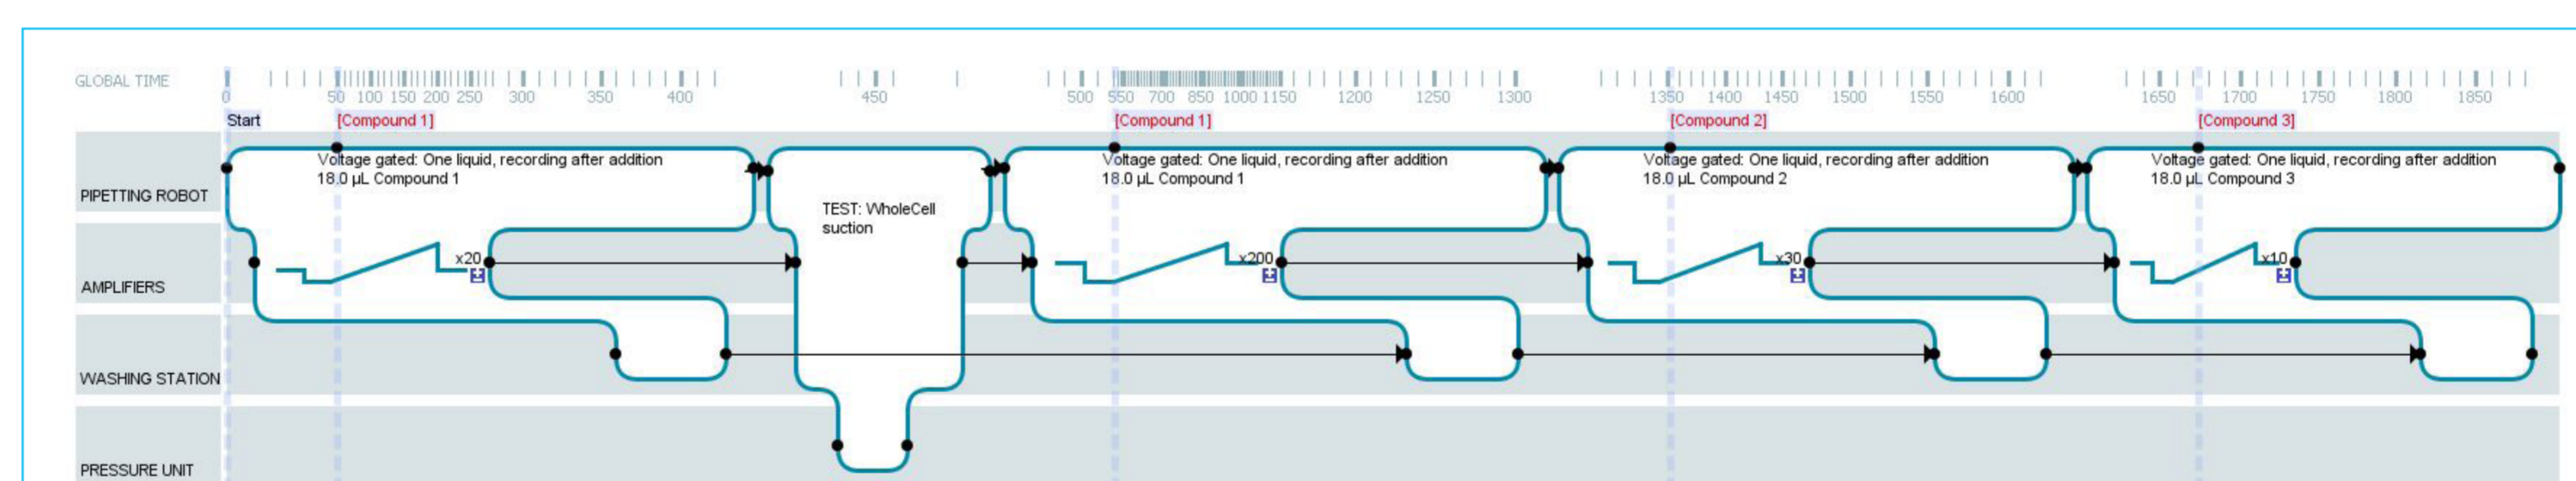 GLOBAL TIME
0 50 100 150 200 250 300 350 400 450 500 550 700 850 1000 1150 1200 1250 1300 1350 1400 1450 1500 1550 1600 1650 1700 1750 1800 1850
Start [Compound 1] [Compound 1] [Compound 2] [Compound 3]
PIPETTING ROBOT
Voltage gated: One liquid, recording after addition
18.0 µL Compound 1
TEST: WholeCell
suction
Voltage gated: One liquid, recording after addition
18.0 µL Compound 1
Voltage gated: One liquid, recording after addition
18.0 µL Compound 2
Voltage gated: One liquid, recording after addition
18.0 µL Compound 3
AMPLIFIERS
x20 x200 x30 x10
WASHING STATION
PRESSURE UNIT